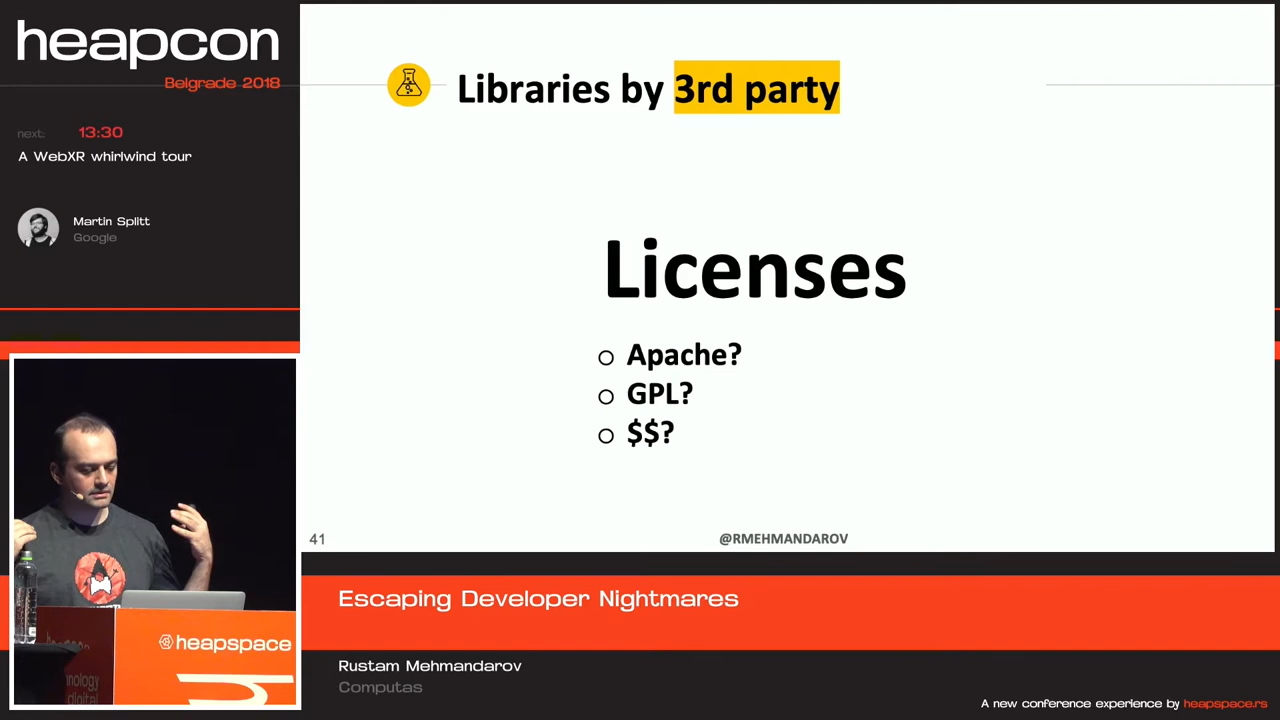 heapcon
Belgrade 2018
next: 13:30
A WebXR whirlwind tour
Martin Splitt
Google
Libraries by 3rd party
Licenses
Apache?
GPL?
$$?
41
@RMEHMANDAROV
heapspace
Escaping Developer Nightmares
Rustam Mehmandarov
Computas
A new conference experience by heapspace.rs